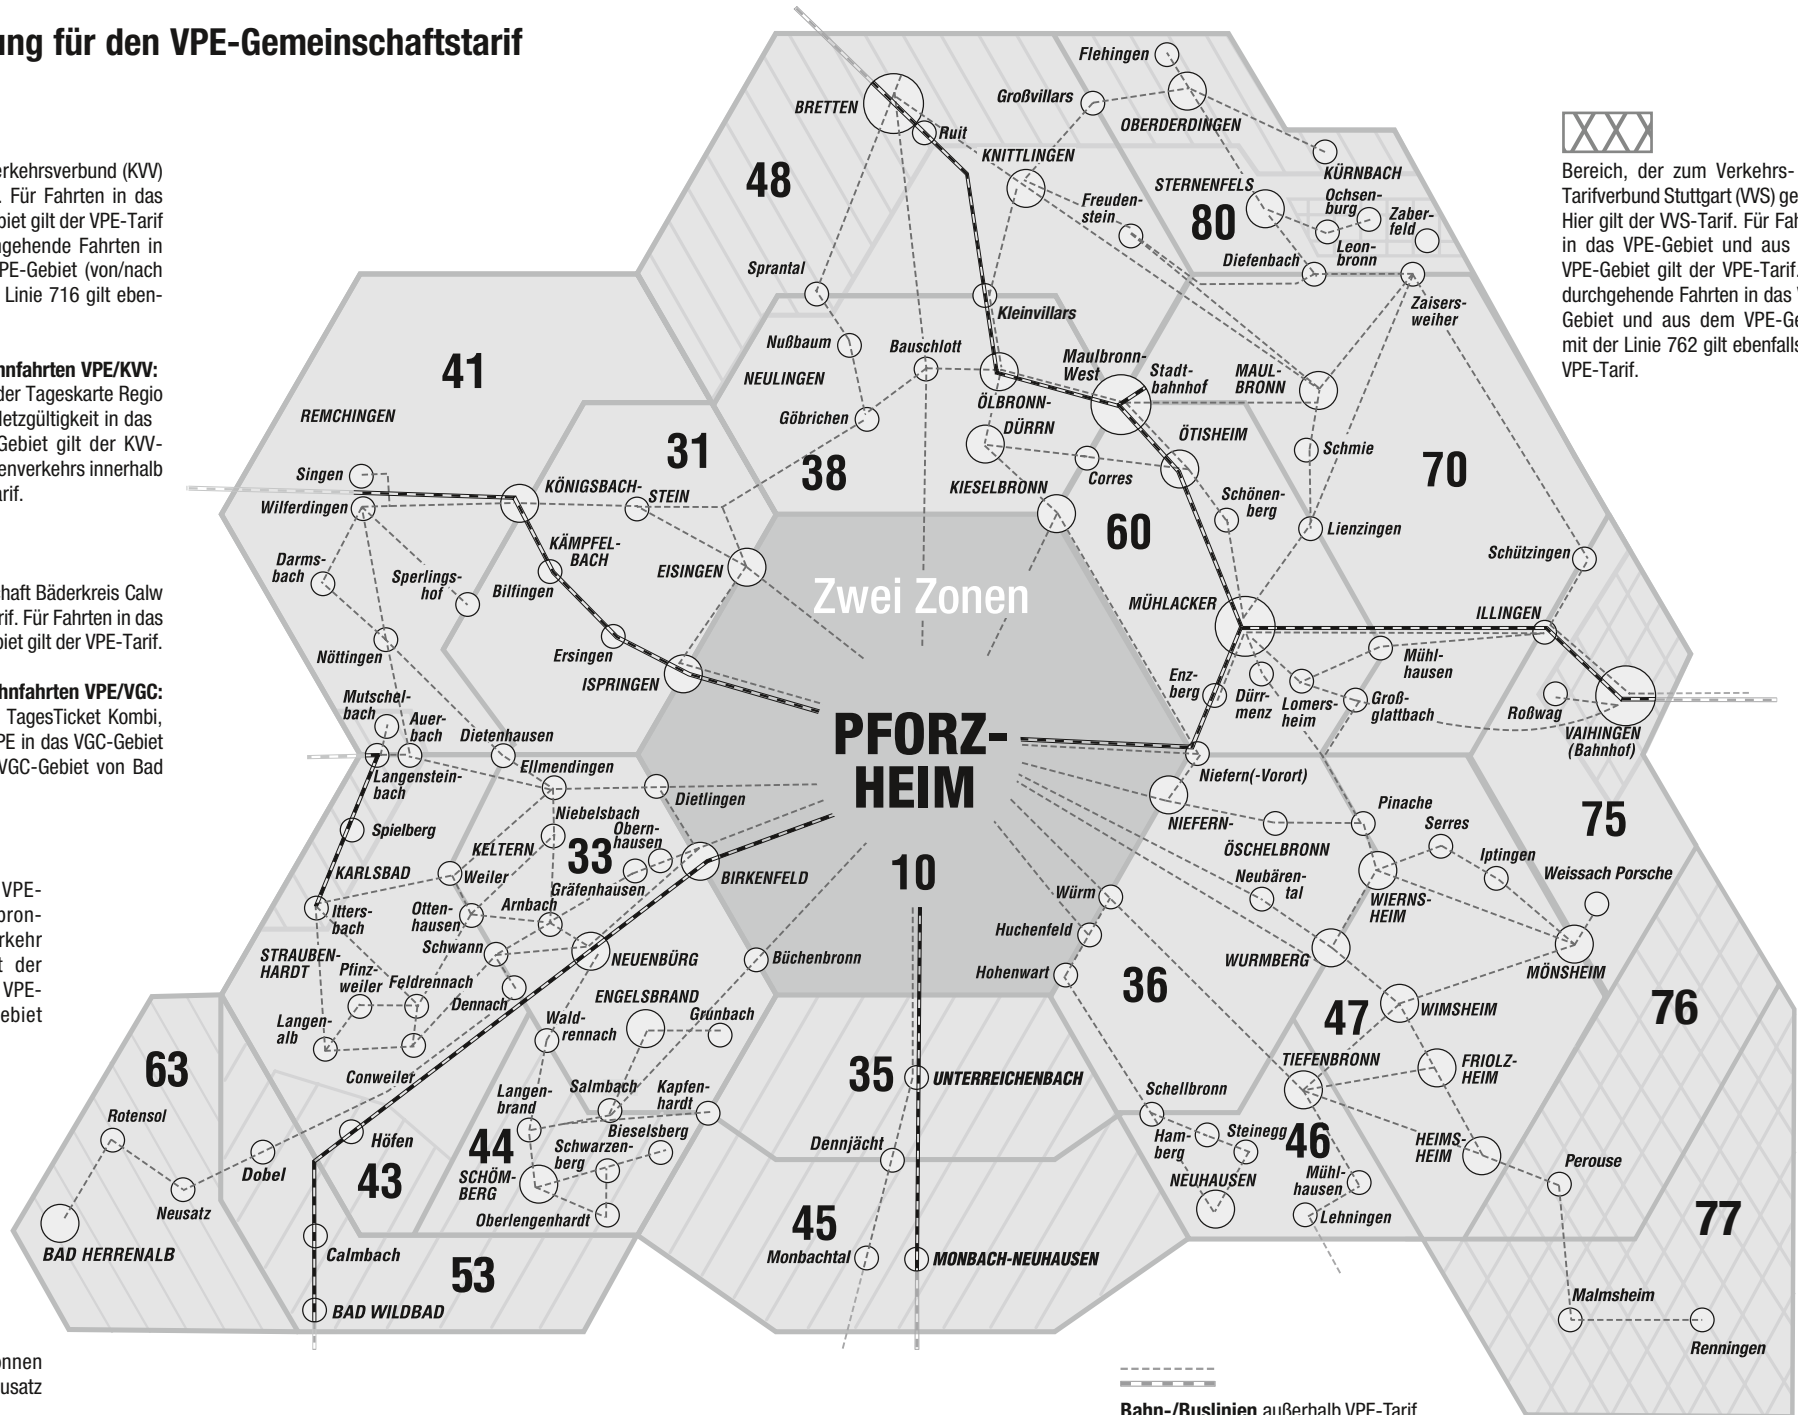 ung für den VPE-Gemeinschaftstarif
erkehrsverbund (KVV)
. Für Fahrten in das
biet gilt der VPE-Tarif
hgehende Fahrten in
PE-Gebiet (von/nach
Linie 716 gilt eben-
hnfahrten VPE/KVV:
der Tageskarte Regio
Netzgültigkeit in das
Gebiet gilt der KVV-
enverkehrs innerhalb
arif.
chaft Bäderkreis Calw
rif. Für Fahrten in das
biet gilt der VPE-Tarif.
hnfahrten VPE/VGC:
TagesTicket Kombi,
PE in das VGC-Gebiet
VGC-Gebiet von Bad
VPE-
bron-
rkehr
t der
VPE-
ebiet
onnen
usatz
Bereich, der zum Verkehrs-
Tarifverbund Stuttgart (VVS) ge
Hier gilt der VVS-Tarif. Für Fah
in das VPE-Gebiet und aus
VPE-Gebiet gilt der VPE-Tarif.
durchgehende Fahrten in das V
Gebiet und aus dem VPE-Ge
mit der Linie 762 gilt ebenfalls
VPE-Tarif.
48
BRETTEN
Ruit
Großvillars
Flehingen
OBERDERDINGEN
KNITTLINGEN
KÜRNBACH
STERNENFELS
80
Ochsen-
burg
Zaber-
feld
Leon-
bronn
Freuden-
stein
Diefenbach
Zaisers-
weiher
Sprantal
Kleinvillars
Nußbaum
Bauschlott
NEULINGEN
Göbrichen
38
Maulbronn-
West
Stadt-
bahnhof
MAUL-
BRONN
ÖLBRONN-
DÜRRN
ÖTISHEIM
Schmie
70
Corres
KIESELBRONN
Schönen-
berg
60
Lienzingen
Schützingen
41
REMCHINGEN
31
Singen
Wilferdingen
KÖNIGSBACH-
STEIN
Darms-
bach
Sperlings-
hof
KÄMPFEL-
BACH
Bilfingen
EISINGEN
Nöttingen
Ersingen
ISPRINGEN
Zwei Zonen
PFORZ-
HEIM
10
MÜHLACKER
ILLINGEN
Enz-
berg
Dürr-
menz
Lomers-
heim
Mühl-
hausen
Groß-
glattbach
Roßwag
VAIHINGEN
(Bahnhof)
Mutschel-
bach
Auer-
bach
Dietenhausen
Langenstein-
bach
Ellmendingen
Dietlingen
Niefern(-Vorort)
NIEFERN-
ÖSCHELBRONN
Pinache
Serres
Iptingen
75
Weissach Porsche
Spielberg
KARLSBAD
KELTERN
Niebelsbach
Obern-
hausen
33
Weiler
Gräfenhausen
BIRKENFELD
Itters-
bach
Otten-
hausen
Arnbach
Schwann
STRAUBEN-
HARDT
Pfinz-
weiler
Feldrennach
Dennach
NEUENBÜRG
Langen-
alb
Conweiler
Büchenbronn
Würm
Huchenfeld
Hohenwart
Neubären-
tal
WIERNS-
HEIM
WURMBERG
MÖNSHEIM
36
47
WIMSHEIM
76
TIEFENBRONN
FRIOLZ-
HEIM
ENGELSBRAND
Grunbach
Wald-
rennach
Langen-
brand
Salmbach
Kapfen-
hardt
35
UNTERREICHENBACH
63
Rotensol
Höfen
Dobel
43
44
Bieselsberg
Schwarzen-
berg
SCHÖM-
BERG
Oberlengenhardt
Neusatz
BAD HERRENALB
Calmbach
53
BAD WILDBAD
Dennjächt
45
Monbachtal
MONBACH-NEUHAUSEN
Schellbronn
Ham-
berg
Steinegg
46
NEUHAUSEN
Mühl-
hausen
Lehningen
HEIMS-
HEIM
Perouse
77
Malmsheim
Renningen
Bahn-/Buslinien außerhalb VPE-Tarif